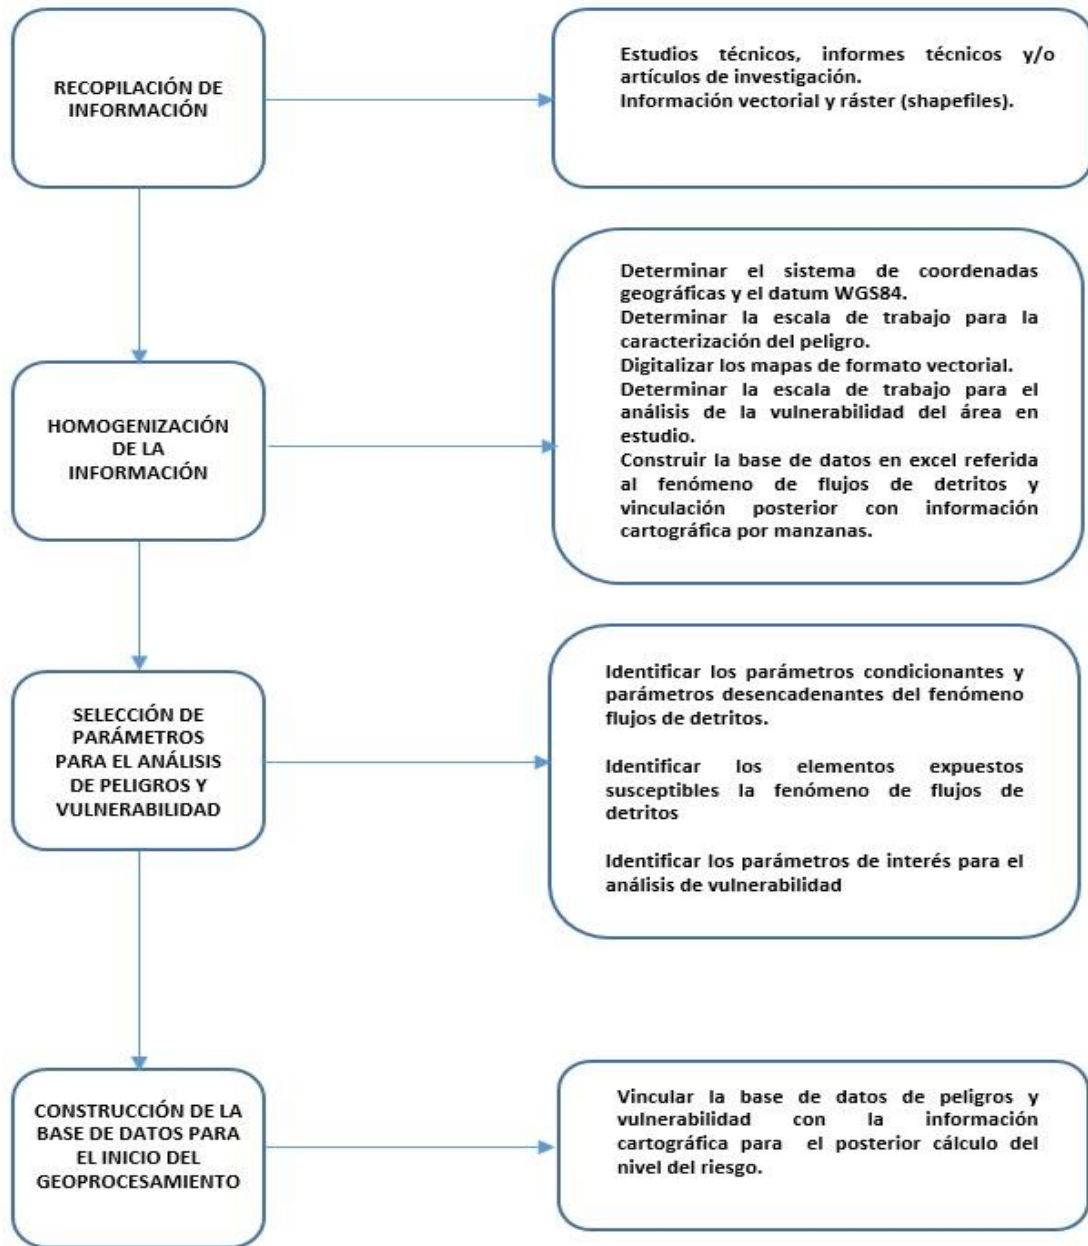 RECOPILACIÓN DE
INFORMACIÓN
Estudios técnicos, informes técnicos y/o
artículos de investigación.
Información vectorial y ráster (shapefiles).
HOMOGENIZACIÓN
DE LA
INFORMACIÓN
Determinar el sistema de coordenadas
geográficas y el datum WGS84.
Determinar la escala de trabajo para la
caracterización del peligro.
Digitalizar los mapas de formato vectorial.
Determinar la escala de trabajo para el
análisis de la vulnerabilidad del área en
estudio.
Construir la base de datos en excel referida
al fenómeno de flujos de detritos y
vinculación posterior con información
cartográfica por manzanas.
SELECCIÓN DE
PARÁMETROS
PARA EL ANÁLISIS
DE PELIGROS Y
VULNERABILIDAD
Identificar los parámetros condicionantes y
parámetros desencadenantes del fenómeno
flujos de detritos.
Identificar los elementos expuestos
susceptibles la fenómeno de flujos de
detritos
Identificar los parámetros de interés para el
análisis de vulnerabilidad
CONSTRUCCIÓN DE LA
BASE DE DATOS PARA
EL INICIO DEL
GEOPROCESAMIENTO
Vincular la base de datos de peligros y
vulnerabilidad con la información
cartográfica para el posterior cálculo del
nivel del riesgo.